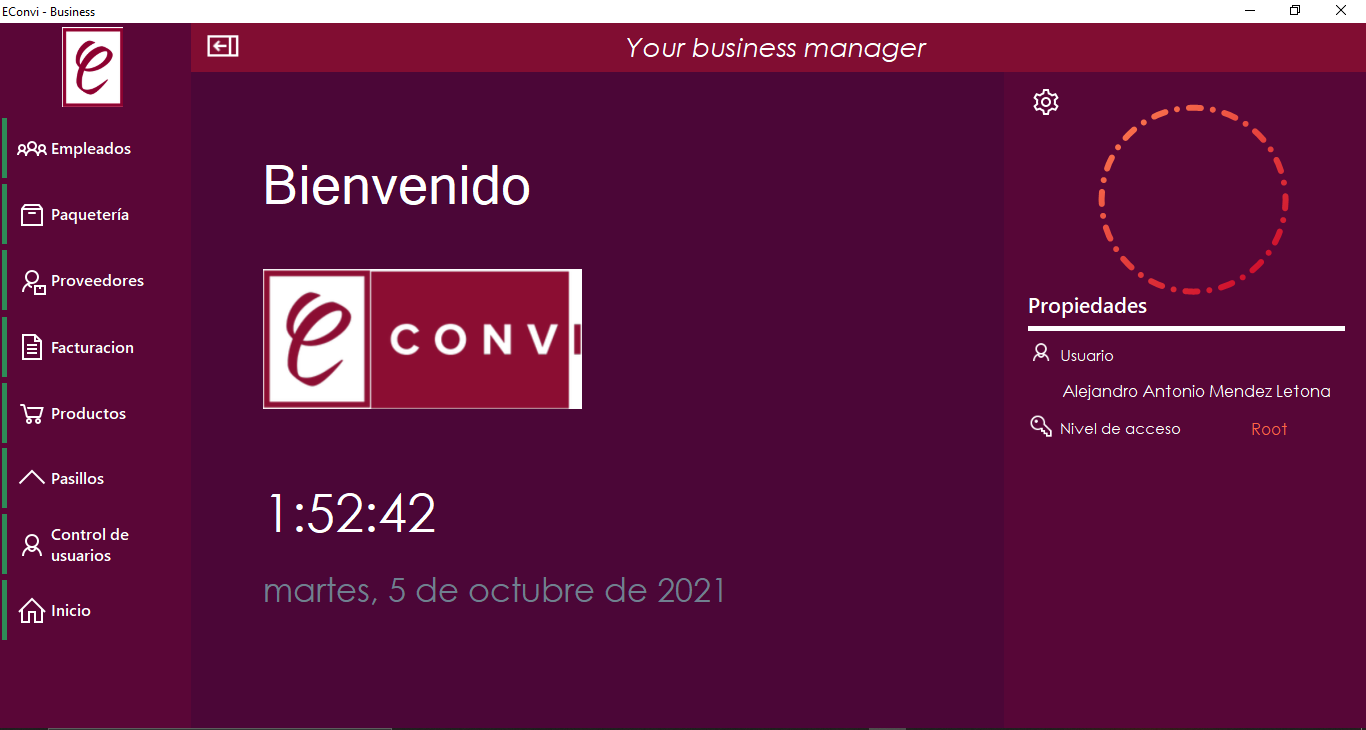 EConvi - Business
Your business manager
Empleados
Paquetería
Proveedores
Facturacion
Productos
Pasillos
Control de
usuarios
Inicio
Bienvenido
CONVI
1:52:42
martes, 5 de octubre de 2021
Propiedades
Usuario
Alejandro Antonio Mendez Letona
Nivel de acceso Root